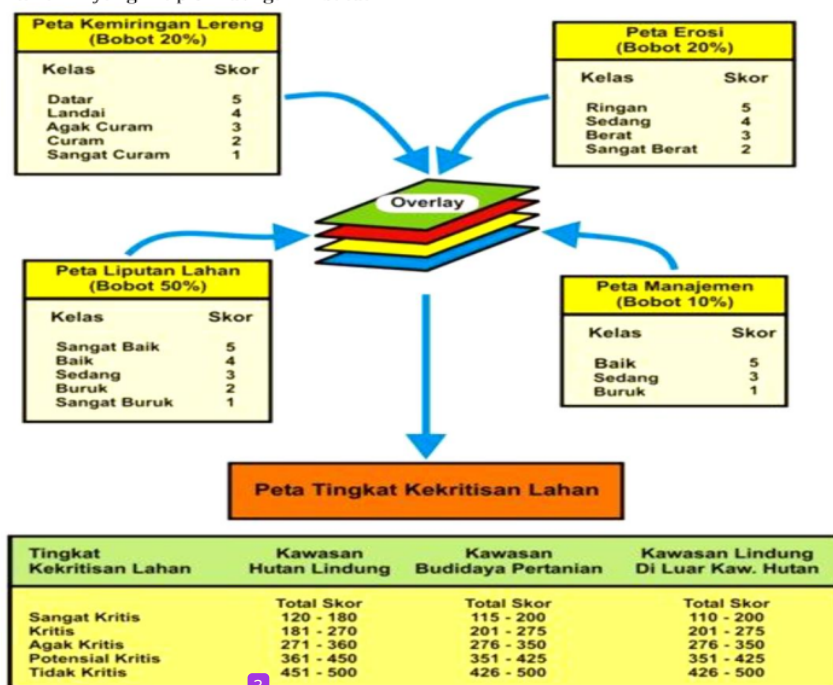 Peta Kemiringan Lereng
(Bobot 20%)
Kelas Skor
Datar 5
Landai 4
Agak Curam 3
Curam 2
Sangat Curam 1
Peta Erosi
(Bobot 20%)
Kelas Skor
Ringan 5
Sedang 4
Berat 3
Sangat Berat 2
Overlay
Peta Liputan Lahan
(Bobot 50%)
Kelas Skor
Sangat Baik 5
Baik 4
Sedang 3
Buruk 2
Sangat Buruk 1
Peta Manajemen
(Bobot 10%)
Kelas Skor
Baik 5
Sedang 3
Buruk 1
Peta Tingkat Kekritisan Lahan
Tingkat Kawasan Kawasan Kawasan Lindung
Kekritisan Lahan Hutan Lindung Budidaya Pertanian Di Luar Kaw. Hutan
Total Skor Total Skor Total Skor
Sangat Kritis 120 - 180 115 - 200 110 - 200
Kritis 181 - 270 201 - 275 201 - 275
Agak Kritis 271 - 360 276 - 350 276 - 350
Potensial Kritis 361 - 450 351 - 425 351 - 425
Tidak Kritis 451 - 500 426 - 500 426 - 500